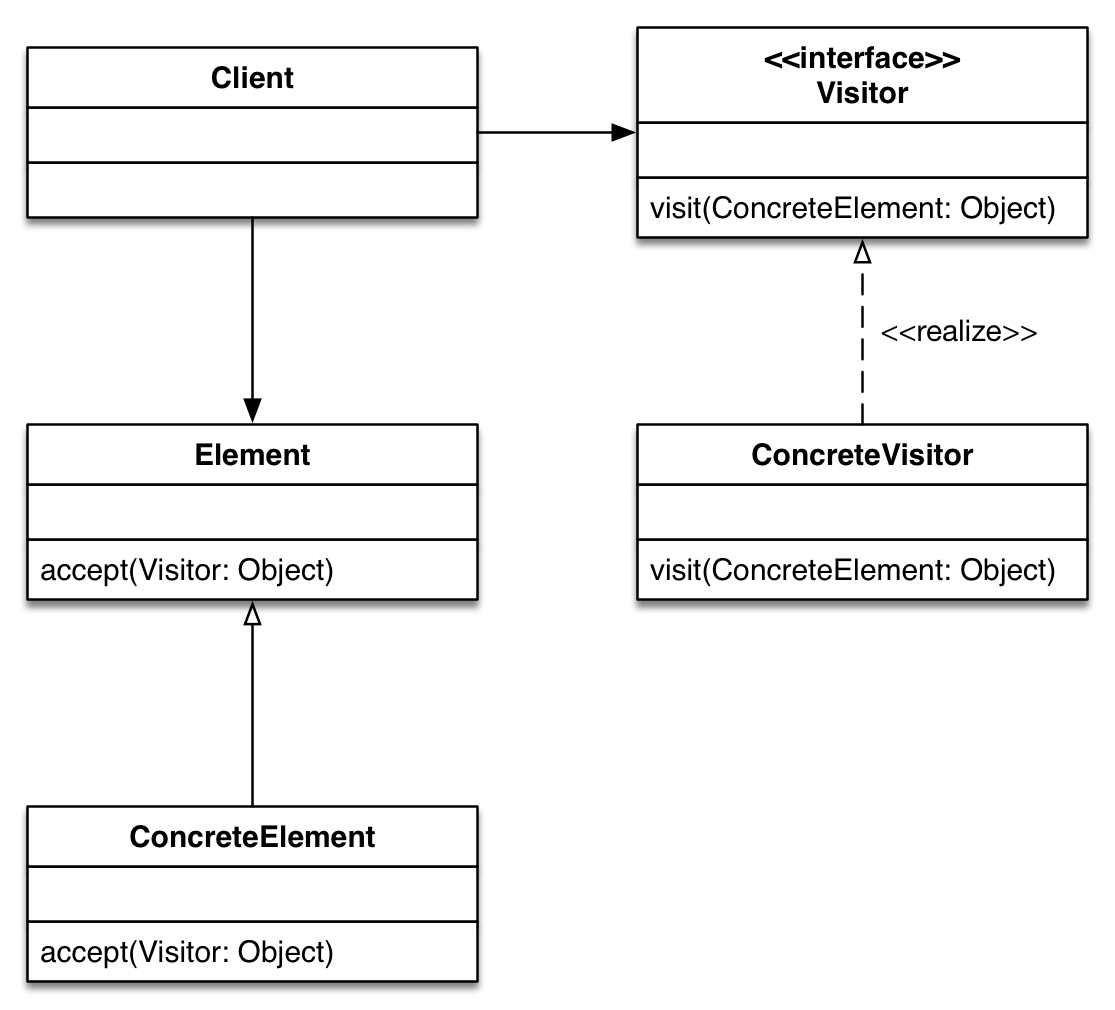 Client
<<interface>>
Visitor
visit(ConcreteElement: Object)
<<realize>>
Element
accept(Visitor: Object)
ConcreteVisitor
visit(ConcreteElement: Object)
ConcreteElement
accept(Visitor: Object)